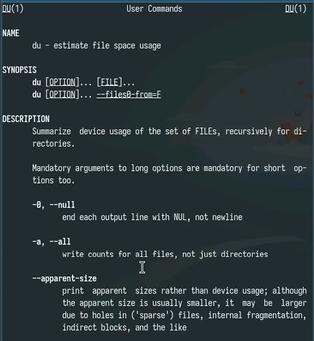 DU(1) User Commands DU(1)
NAME
du - estimate file space usage
SYNOPSIS
du [OPTION]... [FILE]...
du [OPTION]... --files0-from=F
DESCRIPTION
Summarize device usage of the set of FILEs, recursively for di-
rectories.
Mandatory arguments to long options are mandatory for short op-
tions too.
-0, --null
end each output line with NUL, not newline
-a, --all
write counts for all files, not just directories
--apparent-size
print apparent sizes rather than device usage; although
the apparent size is usually smaller, it may be larger
due to holes in ('sparse') files, internal fragmentation,
indirect blocks, and the like